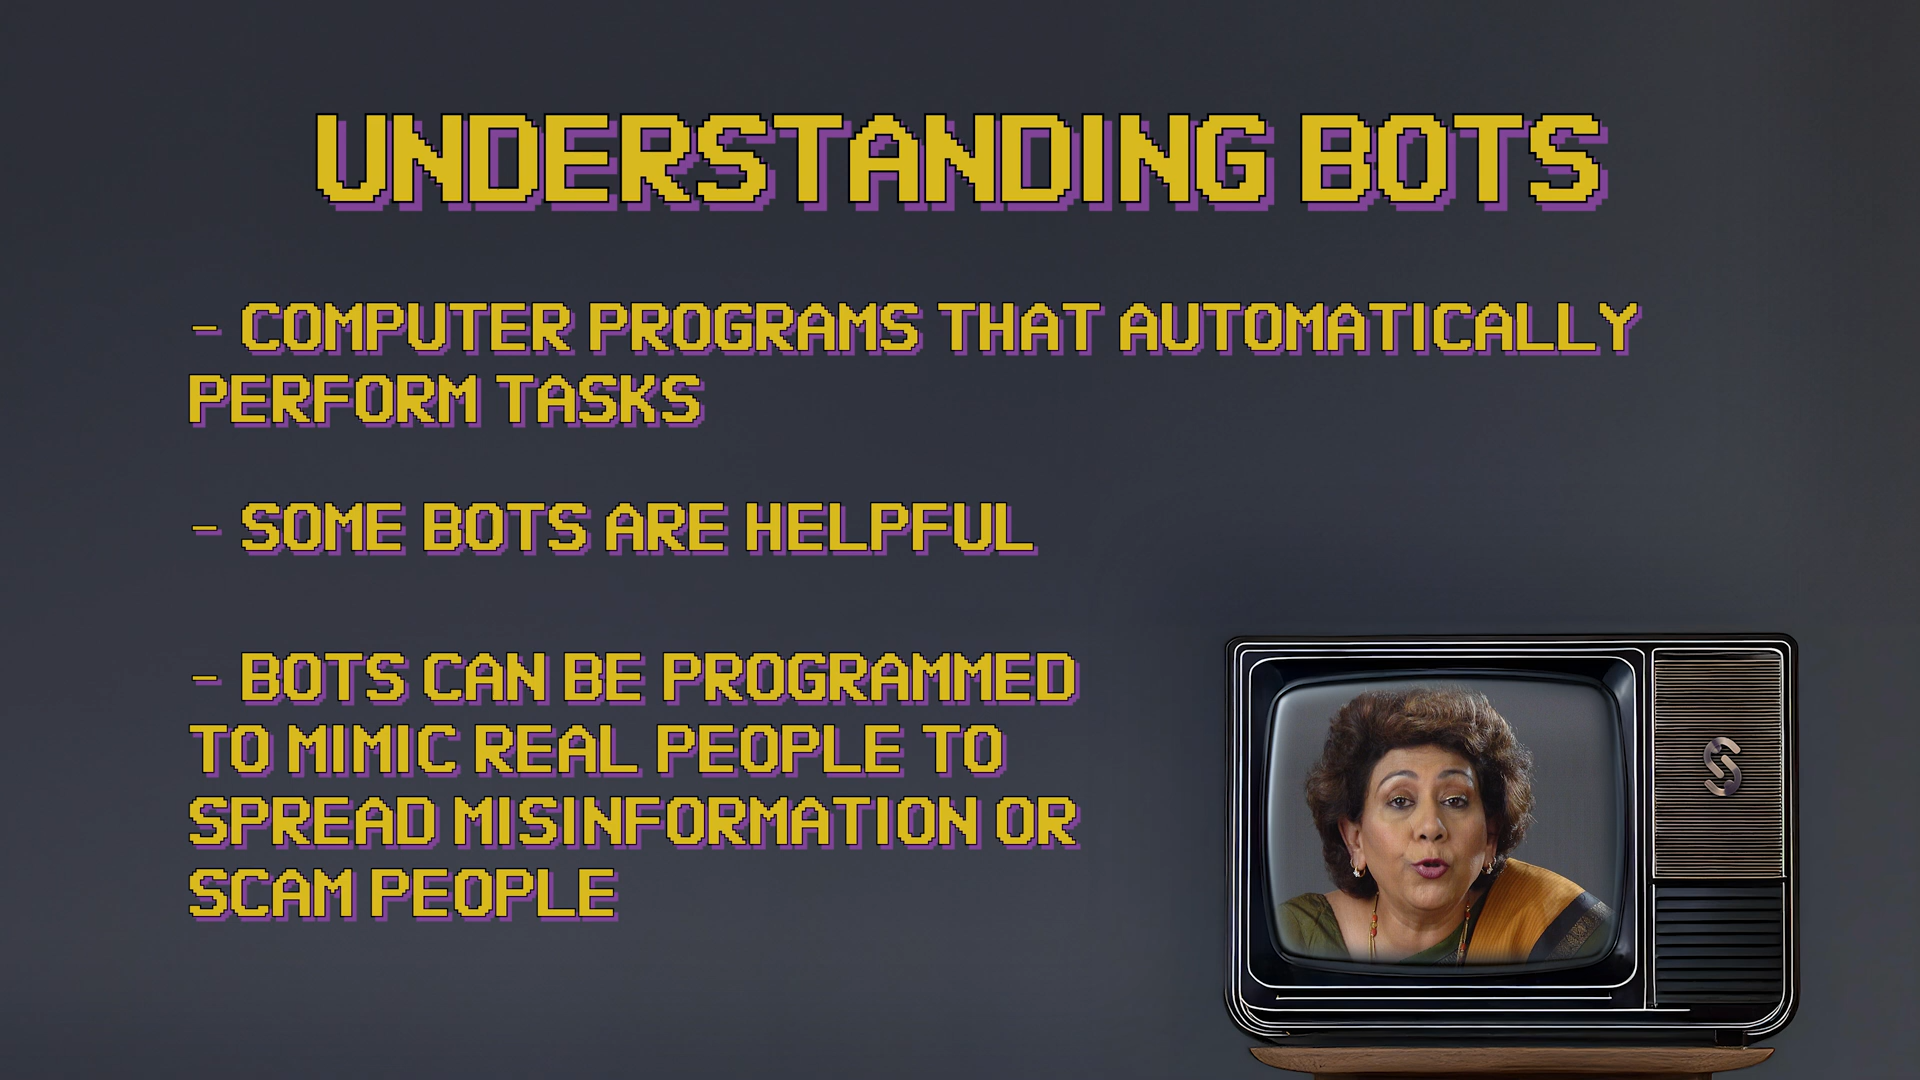 UNDERSTANDING BOTS
- COMPUTER PROGRAMS THAT AUTOMATICALLY
PERFORM TASKS
- SOME BOTS ARE HELPFUL
- BOTS CAN BE PROGRAMMED
TO MIMIC REAL PEOPLE TO
SPREAD MISINFORMATION OR
SCAM PEOPLE